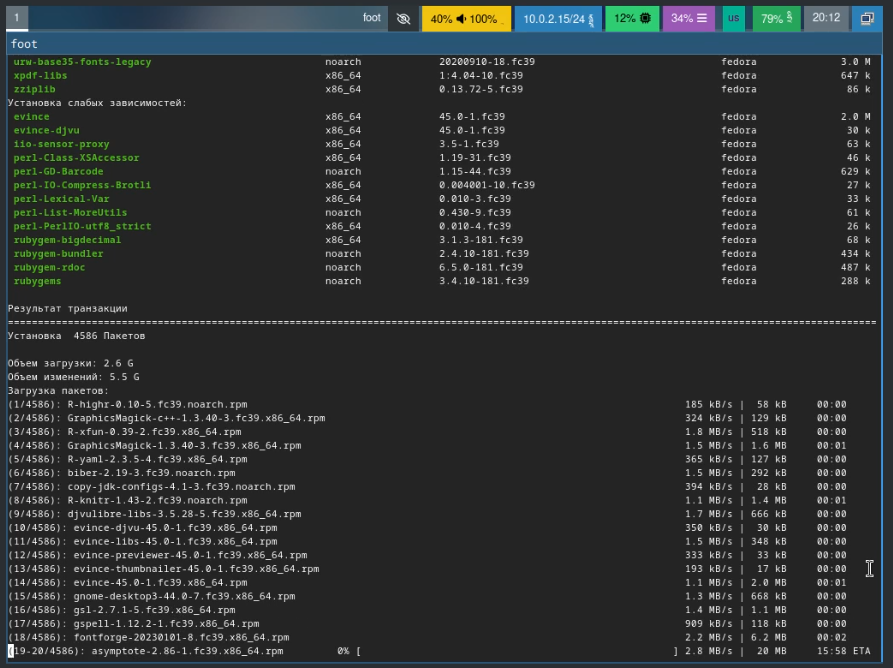 1 foot 40% 100% 10.0.2.15/24 12% 34% us 79% 20:12
foot
urw-base35-fonts-legacy noarch 20200910-18.fc39 fedora 3.0 M
xpdf-libs x86_64 1:4.04-10.fc39 fedora 647 k
zziplib x86_64 0.13.72-5.fc39 fedora 86 k
Установка слабых зависимостей:
evince x86_64 45.0-1.fc39 fedora 2.0 M
evince-djvu x86_64 45.0-1.fc39 fedora 30 k
iio-sensor-proxy x86_64 3.5-1.fc39 fedora 63 k
perl-Class-XSAccessor x86_64 1.19-31.fc39 fedora 46 k
perl-GD-Barcode noarch 1.15-44.fc39 fedora 629 k
perl-IO-Compress-Brotli x86_64 0.004001-10.fc39 fedora 27 k
perl-Lexical-Var x86_64 0.010-3.fc39 fedora 33 k
perl-List-MoreUtils noarch 0.430-9.fc39 fedora 61 k
perl-PerlIO-utf8_strict x86_64 0.010-4.fc39 fedora 26 k
rubygem-bigdecimal x86_64 3.1.3-181.fc39 fedora 68 k
rubygem-bundler noarch 2.4.10-181.fc39 fedora 434 k
rubygem-rdoc noarch 6.5.0-181.fc39 fedora 487 k
rubygems noarch 3.4.10-181.fc39 fedora 288 k
Результат транзакции
================================================================================
Установка 4586 Пакетов
Объем загрузки: 2.6 G
Объем изменений: 5.5 G
Загрузка пакетов:
(1/4586): R-highr-0.10-5.fc39.noarch.rpm 185 kB/s | 58 kB 00:00
(2/4586): GraphicsMagick-c++-1.3.40-3.fc39.x86_64.rpm 324 kB/s | 129 kB 00:00
(3/4586): R-xfun-0.39-2.fc39.x86_64.rpm 1.8 MB/s | 518 kB 00:00
(4/4586): GraphicsMagick-1.3.40-3.fc39.x86_64.rpm 1.5 MB/s | 1.6 MB 00:01
(5/4586): R-yaml-2.3.5-4.fc39.x86_64.rpm 365 kB/s | 127 kB 00:00
(6/4586): biber-2.19-3.fc39.noarch.rpm 1.5 MB/s | 292 kB 00:00
(7/4586): copy-jdk-configs-4.1-3.fc39.noarch.rpm 394 kB/s | 28 kB 00:00
(8/4586): R-knitr-1.43-2.fc39.noarch.rpm 1.1 MB/s | 1.4 MB 00:01
(9/4586): djvulibre-libs-3.5.28-5.fc39.x86_64.rpm 1.7 MB/s | 666 kB 00:00
(10/4586): evince-djvu-45.0-1.fc39.x86_64.rpm 350 kB/s | 30 kB 00:00
(11/4586): evince-libs-45.0-1.fc39.x86_64.rpm 1.5 MB/s | 348 kB 00:00
(12/4586): evince-previewer-45.0-1.fc39.x86_64.rpm 333 kB/s | 33 kB 00:00
(13/4586): evince-thumbnailer-45.0-1.fc39.x86_64.rpm 193 kB/s | 17 kB 00:00
(14/4586): evince-45.0-1.fc39.x86_64.rpm 1.1 MB/s | 2.0 MB 00:01
(15/4586): gnome-desktop3-44.0-7.fc39.x86_64.rpm 1.3 MB/s | 668 kB 00:00
(16/4586): gsl-2.7.1-5.fc39.x86_64.rpm 1.4 MB/s | 1.1 MB 00:00
(17/4586): gspell-1.12.2-1.fc39.x86_64.rpm 909 kB/s | 118 kB 00:00
(18/4586): fontforge-20230101-8.fc39.x86_64.rpm 2.2 MB/s | 6.2 MB 00:02
(19-20/4586): asymptote-2.86-1.fc39.x86_64.rpm 0% [ ] 2.8 MB/s | 20 MB 15:58 ETA